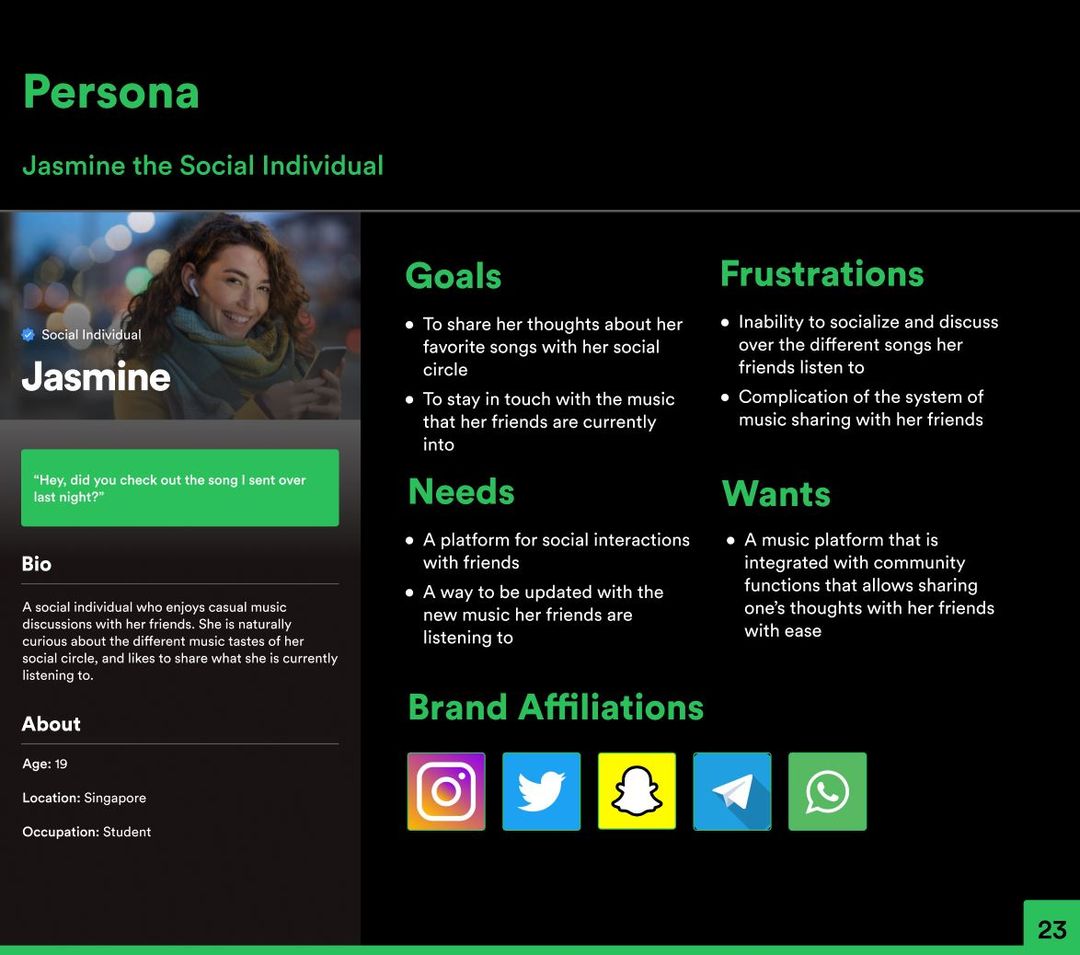 Persona
Jasmine the Social Individual
Social Individual
Jasmine
“Hey, did you check out the song I sent over
last night?”
Bio
A social individual who enjoys casual music
discussions with her friends. She is naturally
curious about the different music tastes of her
social circle, and likes to share what she is currently
listening to.
About
Age: 19
Location: Singapore
Occupation: Student
Goals
• To share her thoughts about her
favorite songs with her social
circle
• To stay in touch with the music
that her friends are currently
into
Frustrations
• Inability to socialize and discuss
over the different songs her
friends listen to
• Complication of the system of
music sharing with her friends
Needs
• A platform for social interactions
with friends
• A way to be updated with the
new music her friends are
listening to
Wants
• A music platform that is
integrated with community
functions that allows sharing
one’s thoughts with her friends
with ease
Brand Affiliations
23